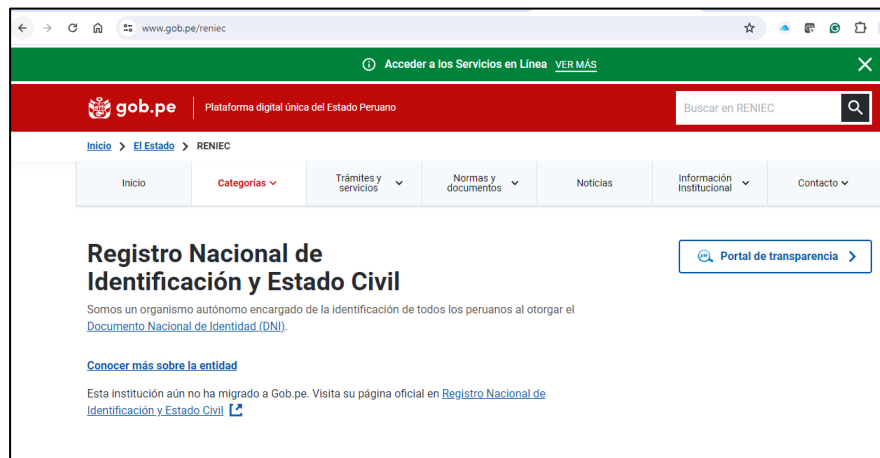 www.gob.pe/reniec
Acceder a los Servicios en Línea VER MÁS
gob.pe Plataforma digital única del Estado Peruano Buscar en RENIEC
Inicio > El Estado > RENIEC
Inicio Categorías Trámites y servicios Normas y documentos Noticias Información Institucional Contacto
Registro Nacional de
Identificación y Estado Civil
Portal de transparencia
Somos un organismo autónomo encargado de la identificación de todos los peruanos al otorgar el
Documento Nacional de Identidad (DNI).
Conocer más sobre la entidad
Esta institución aún no ha migrado a Gob.pe. Visita su página oficial en Registro Nacional de
Identificación y Estado Civil